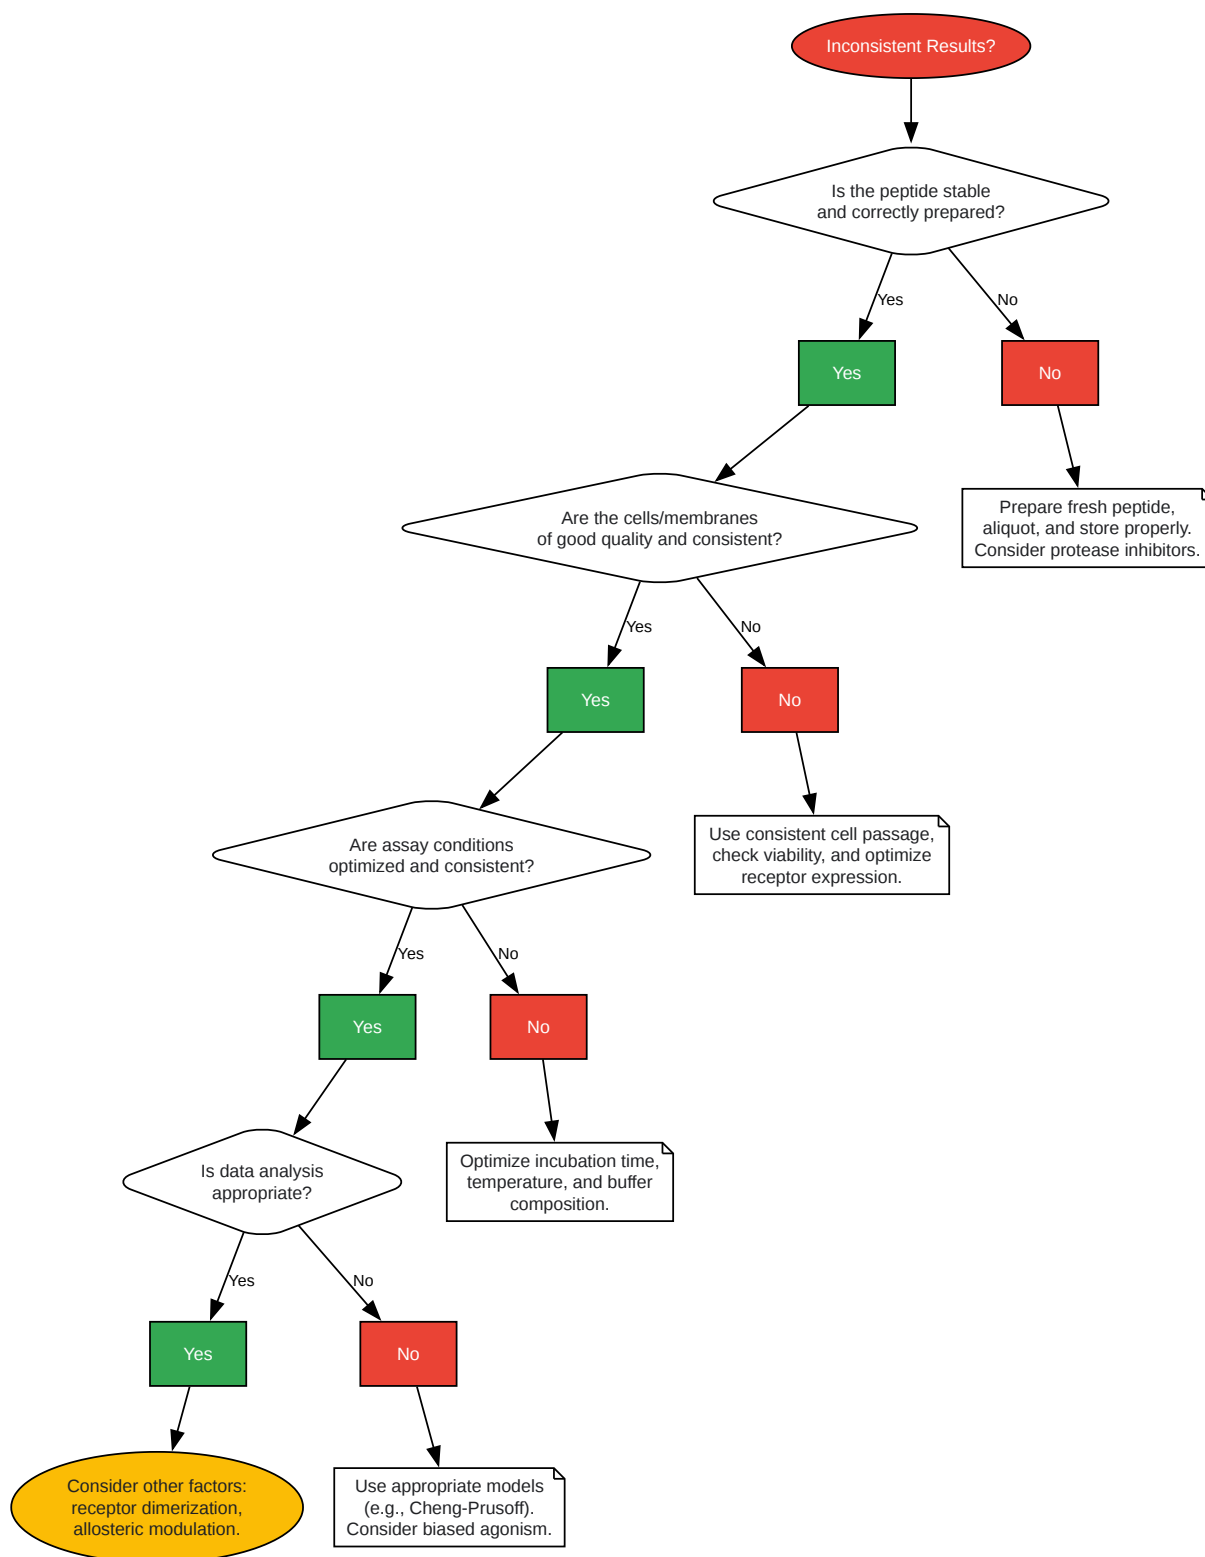 Inconsistent Results?
Is the peptide stable
and correctly prepared?
Yes
No
Yes
No
Prepare fresh peptide,
aliquot, and store properly.
Consider protease inhibitors.
Are the cells/membranes
of good quality and consistent?
Yes
No
Yes
No
Use consistent cell passage,
check viability, and optimize
receptor expression.
Are assay conditions
optimized and consistent?
Yes
No
Yes
No
Optimize incubation time,
temperature, and buffer
composition.
Is data analysis
appropriate?
Yes
No
Yes
No
Consider other factors:
receptor dimerization,
allosteric modulation.
Use appropriate models
(e.g., Cheng-Prusoff).
Consider biased agonism.